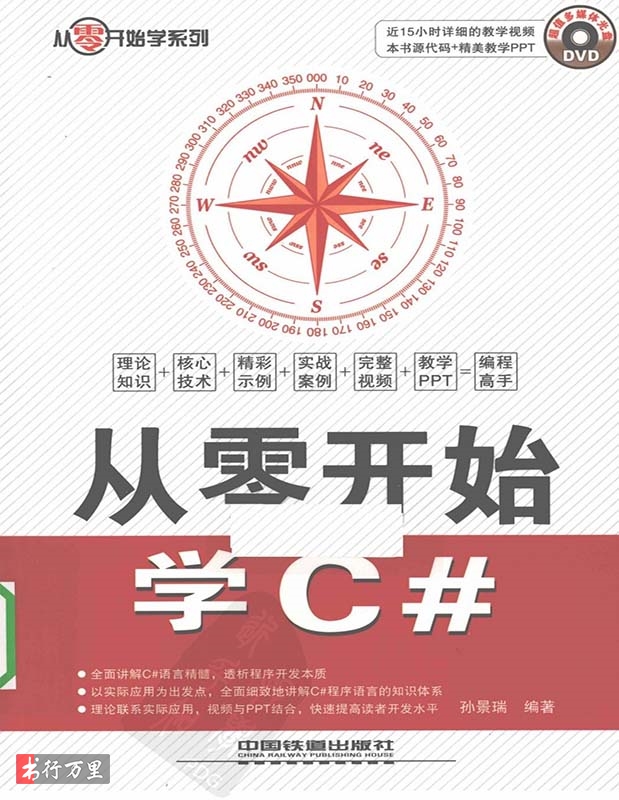 从零开始学系列
近15小时详细的教学视频
本书源代码+精美教学PPT
超值多媒体光盘
DVD
350 000 10 20 30 40 50 60 70 80 90 100 110 120 130 140 150 160 170 180 190 200 210 220 230 240 250 260 270 280 290 300 310 320 330 340
N
nw ne
W E
sw se
S
理论知识+核心技术+精彩示例+实战案例+完整视频+教学PPT=编程高手
从零开始
学C#
● 全面讲解C#语言精髓，透析程序开发本质
● 以实际应用为出发点，全面细致地讲解C#程序语言的知识体系
● 理论联系实际应用，视频与PPT结合，快速提高读者开发水平
孙景瑞 编著
中国铁道出版社
CHINA RAILWAY PUBLISHING HOUSE
书行万里